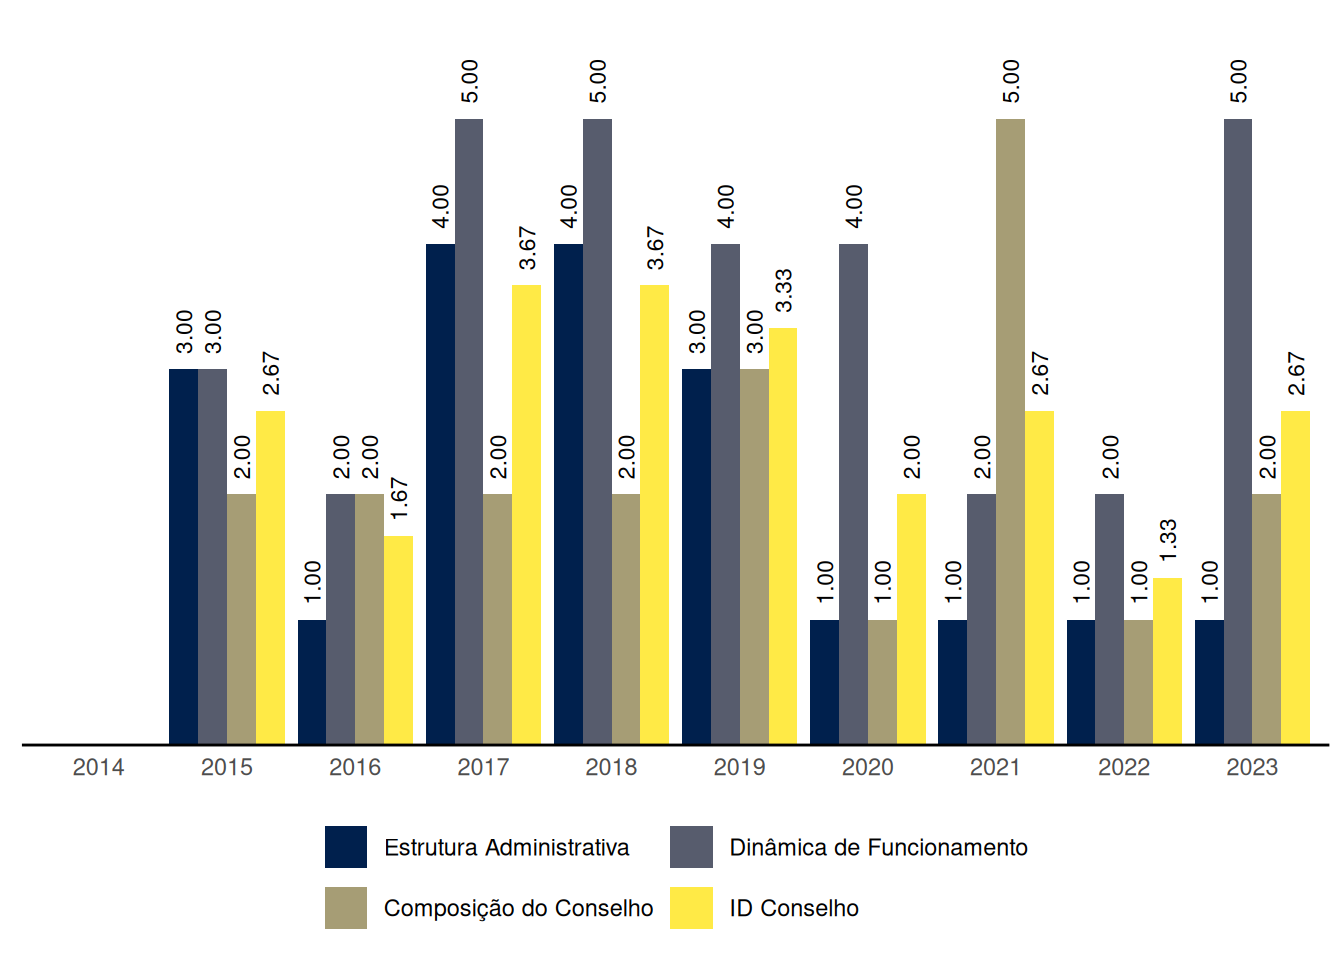 3.00 3.00 2.00 2.67
1.00 2.00 2.00 1.67
4.00 5.00 2.00 3.67
4.00 5.00 2.00 3.67
3.00 4.00 3.00 3.33
1.00 4.00 1.00 2.00
1.00 2.00 5.00 2.67
1.00 2.00 1.00 1.33
1.00 5.00 2.00 2.67
2014 2015 2016 2017 2018 2019 2020 2021 2022 2023
Estrutura Administrativa Dinâmica de Funcionamento
Composição do Conselho ID Conselho